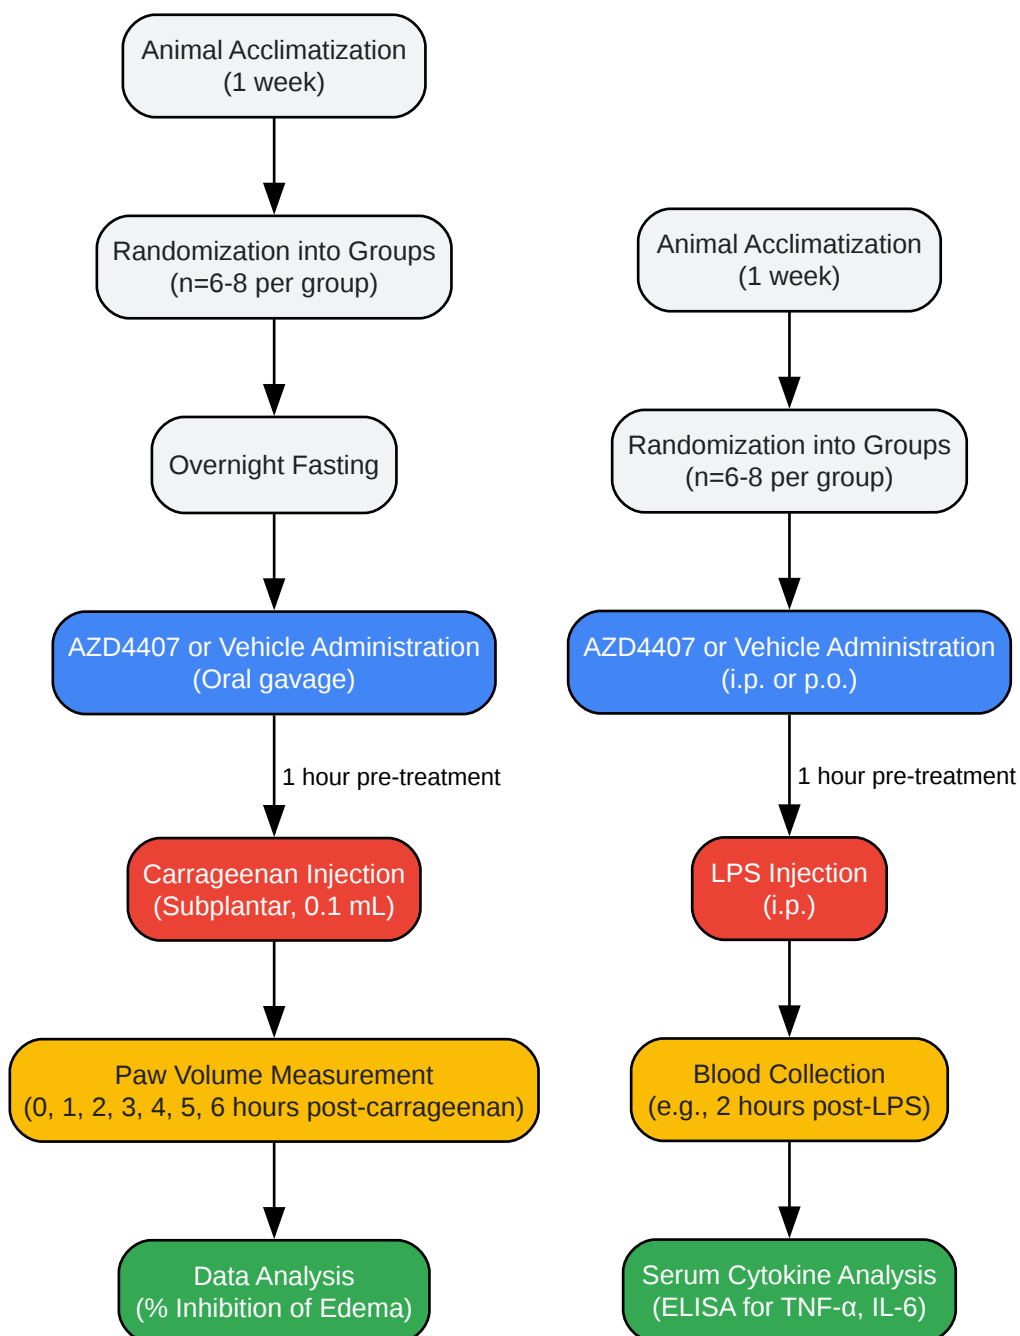 Animal Acclimatization
(1 week)
Randomization into Groups
(n=6-8 per group)
Overnight Fasting
AZD4407 or Vehicle Administration
(Oral gavage)
1 hour pre-treatment
Carrageenan Injection
(Subplantar, 0.1 mL)
Paw Volume Measurement
(0, 1, 2, 3, 4, 5, 6 hours post-carrageenan)
Data Analysis
(% Inhibition of Edema)
Animal Acclimatization
(1 week)
Randomization into Groups
(n=6-8 per group)
AZD4407 or Vehicle Administration
(i.p. or p.o.)
1 hour pre-treatment
LPS Injection
(i.p.)
Blood Collection
(e.g., 2 hours post-LPS)
Serum Cytokine Analysis
(ELISA for TNF-α, IL-6)